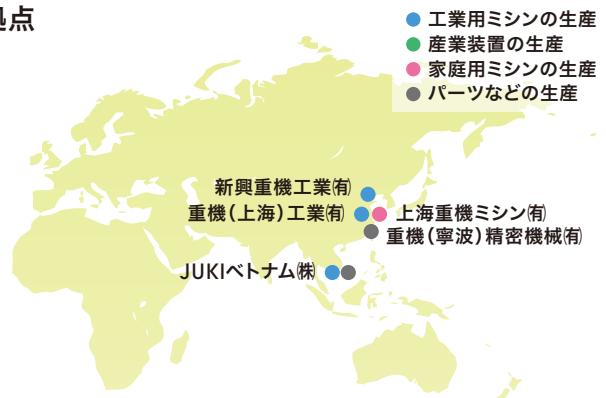 拠点
工業用ミシンの生産
産業装置の生産
家庭用ミシンの生産
パーツなどの生産
新興重機工業㈲
重機(上海)工業㈲
上海重機ミシン㈲
重機(寧波)精密機械㈲
JUKIベトナム㈱